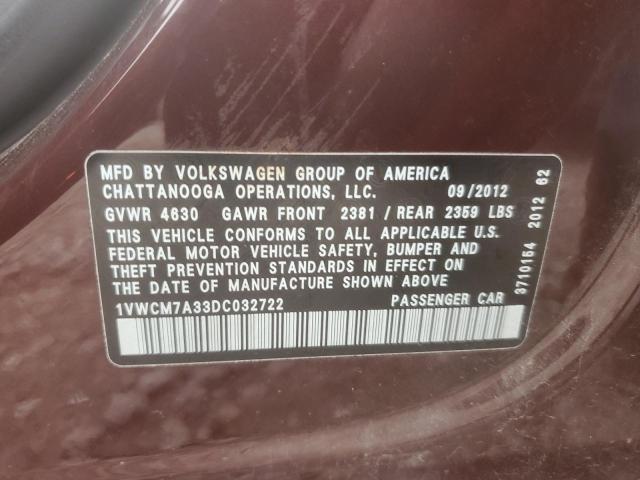 MFD BY VOLKSWAGEN GROUP OF AMERICA
CHATTANOOGA OPERATIONS, LLC. 09/2012
GVWR 4630 GAWR FRONT 2381 / REAR 2359 LBS
THIS VEHICLE CONFORMS TO ALL APPLICABLE U.S.
FEDERAL MOTOR VEHICLE SAFETY, BUMPER AND
THEFT PREVENTION STANDARDS IN EFFECT ON
THE DATE OF MANUFACTURE SHOWN ABOVE
1VWCM7A33DC032722 PASSENGER CAR
3710154 2012 62